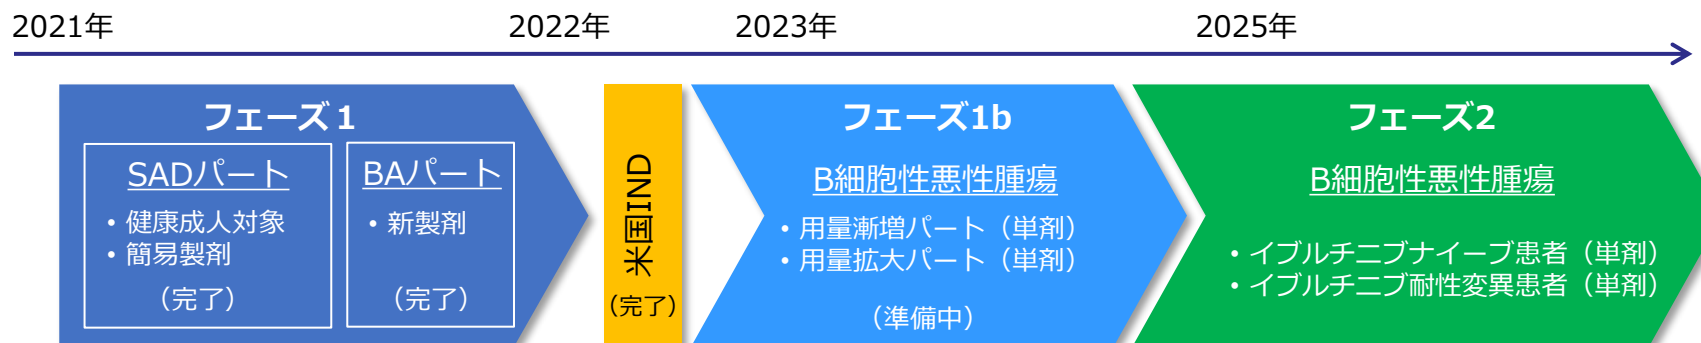 2021年
2022年
2023年
2025年
フェーズ1
SADパート
・健康成人対象
・簡易製剤
（完了）
BAパート
・新製剤
（完了）
米国IND
（完了）
フェーズ1b
B細胞性悪性腫瘍
・用量漸増パート（単剤）
・用量拡大パート（単剤）
（準備中）
フェーズ2
B細胞性悪性腫瘍
・イブルチニブナイーブ患者（単剤）
・イブルチニブ耐性変異患者（単剤）